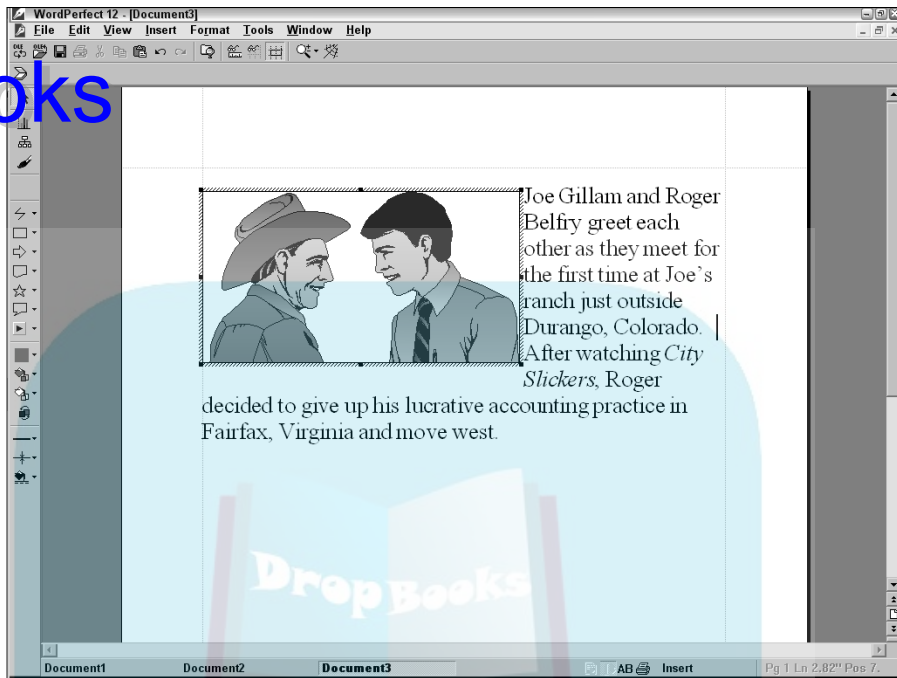 WordPerfect 12 - [Document3]
File Edit View Insert Format Tools Window Help
oks
Joe Gillam and Roger
Belfry greet each
other as they meet for
the first time at Joe's
ranch just outside
Durango, Colorado.
After watching City
Slickers, Roger
decided to give up his lucrative accounting practice in
Fairfax, Virginia and move west.
DropBooks
Document1 Document2 Document3 AB Insert Pg 1 Ln 2.82" Pos 7.